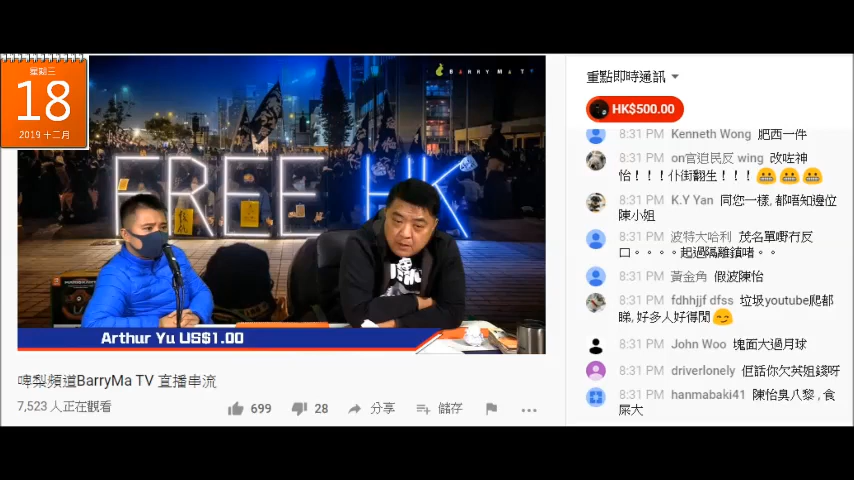 星期三
18
2019 十二月
BARRYMA TV
FREE HK
Arthur Yu US$1.00
啤梨頻道BarryMa TV 直播串流
7,523 人正在觀看
699
28
分享
儲存
重點即時通訊
HK$500.00
8:31 PM Kenneth Wong 肥西一件
8:31 PM on官迫民反 wing 改咗神
怡！！！仆街翻生！！！😬😬😬
8:31 PM K.Y Yan 同您一樣, 都唔知邊位
陳小姐
8:31 PM 波特大哈利 茂名單嘢冇反
口。。。。起過隔離鎮啫。。
8:31 PM 黃金角 假波陳怡
8:31 PM fdhhjjf dfss 垃圾youtube爬都
睇, 好多人好得閒😏
8:31 PM John Woo 塊面大過月球
8:31 PM driverlonely 佢話你欠英姐錢呀
8:31 PM hanmabaki41 陳怡臭八黎 , 食
屎大